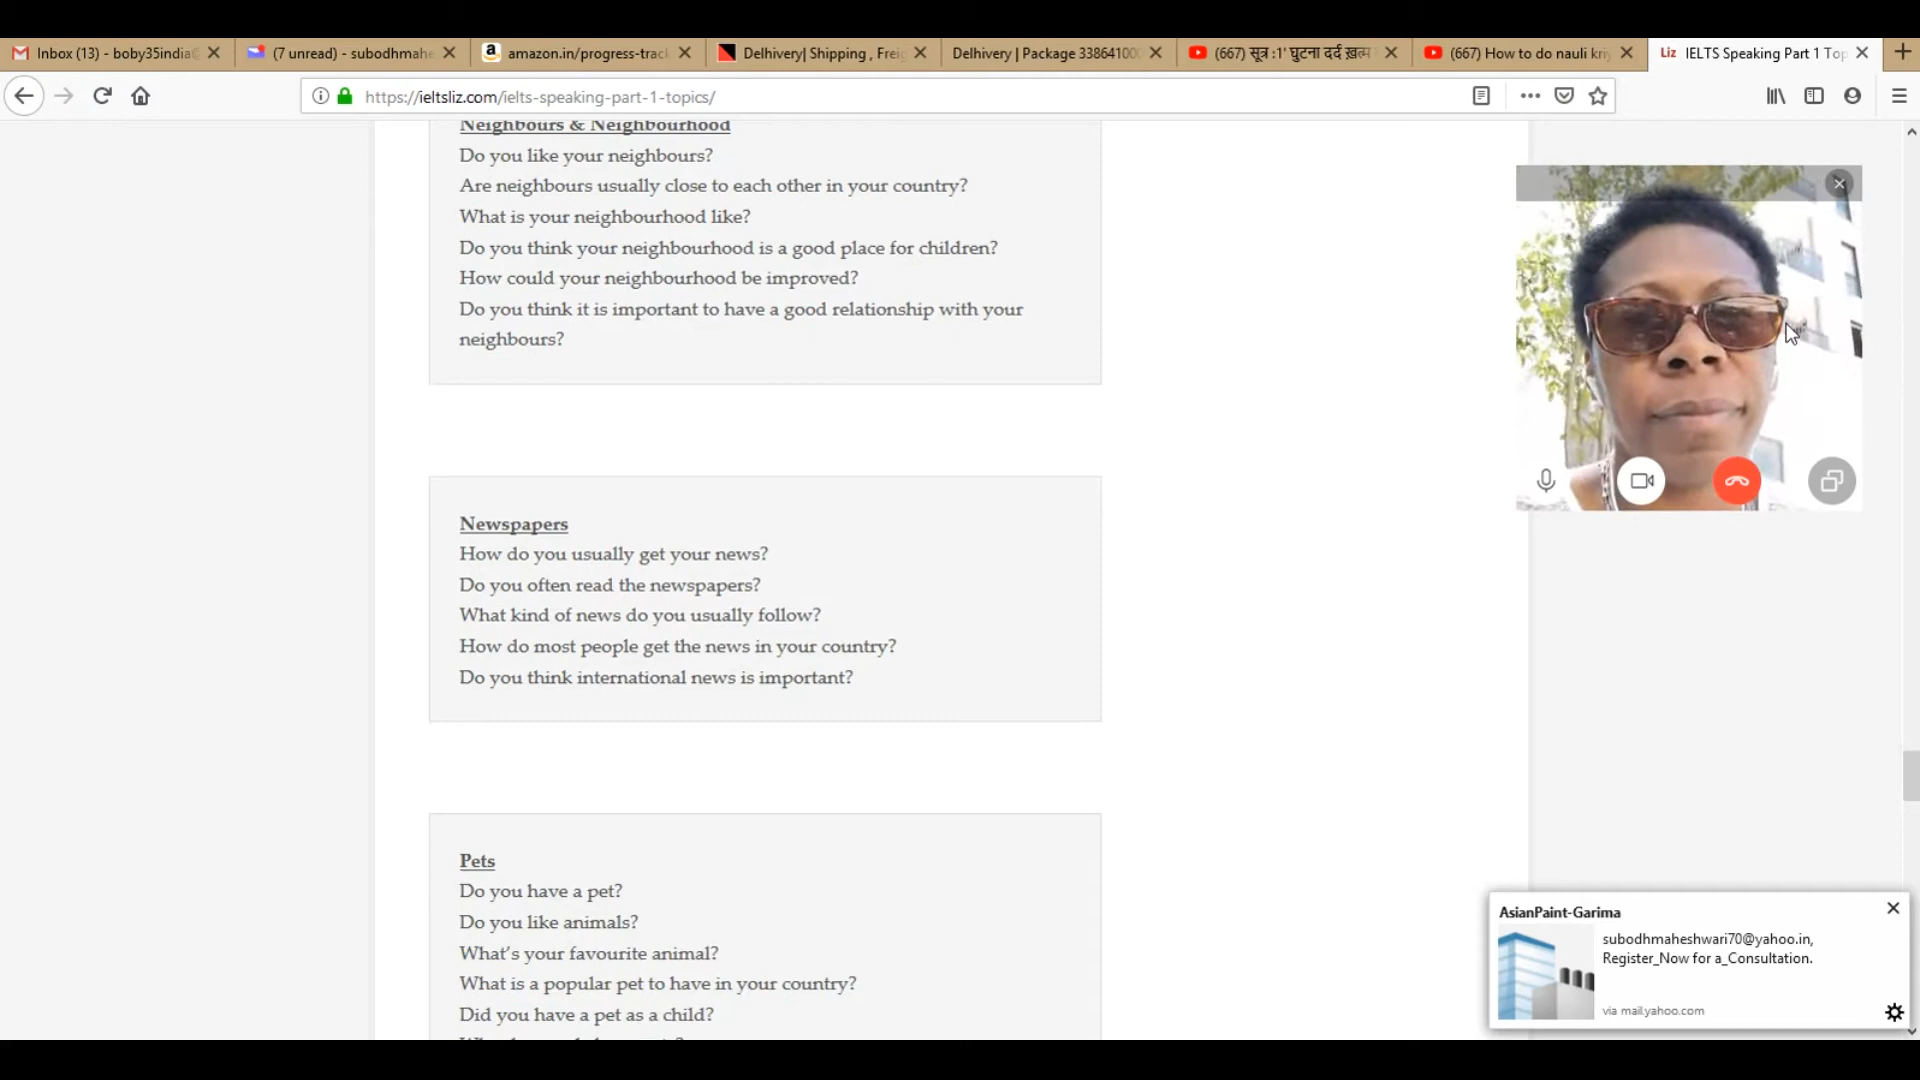 Inbox (13) - boby35india
(7 unread) - subodhmahe
amazon.in/progress-track
Delhivery| Shipping , Freig
Delhivery | Package 33864100
(667) सूत्र :1' घुटना दर्द ख़त्म
(667) How to do nauli kriy
Liz IELTS Speaking Part 1 Top
https://ieltsliz.com/ielts-speaking-part-1-topics/
Neighbours & Neighbourhood
Do you like your neighbours?
Are neighbours usually close to each other in your country?
What is your neighbourhood like?
Do you think your neighbourhood is a good place for children?
How could your neighbourhood be improved?
Do you think it is important to have a good relationship with your
neighbours?
Newspapers
How do you usually get your news?
Do you often read the newspapers?
What kind of news do you usually follow?
How do most people get the news in your country?
Do you think international news is important?
Pets
Do you have a pet?
Do you like animals?
What's your favourite animal?
What is a popular pet to have in your country?
Did you have a pet as a child?
AsianPaint-Garima
subodhmaheshwari70@yahoo.in,
Register_Now for a_Consultation.
via mail.yahoo.com